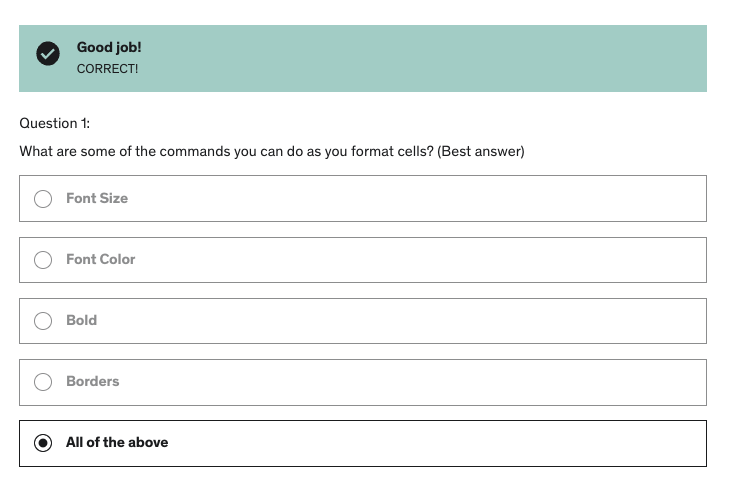 Good job!
CORRECT!
Question 1:
What are some of the commands you can do as you format cells? (Best answer)
Font Size
Font Color
Bold
Borders
All of the above